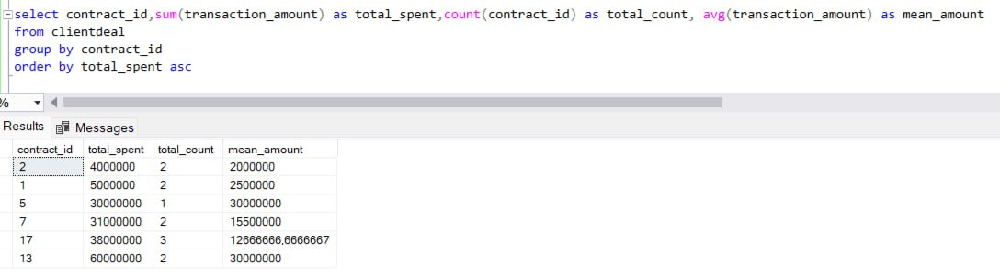 select contract_id,sum(transaction_amount) as total_spent,count(contract_id) as total_count, avg(transaction_amount) as mean_amount
from clientdeal
group by contract_id
order by total_spent asc
%
Results Messages
contract_id total_spent total_count mean_amount
2 4000000 2 2000000
1 5000000 2 2500000
5 30000000 1 30000000
7 31000000 2 15500000
17 38000000 3 12666666,6666667
13 60000000 2 30000000